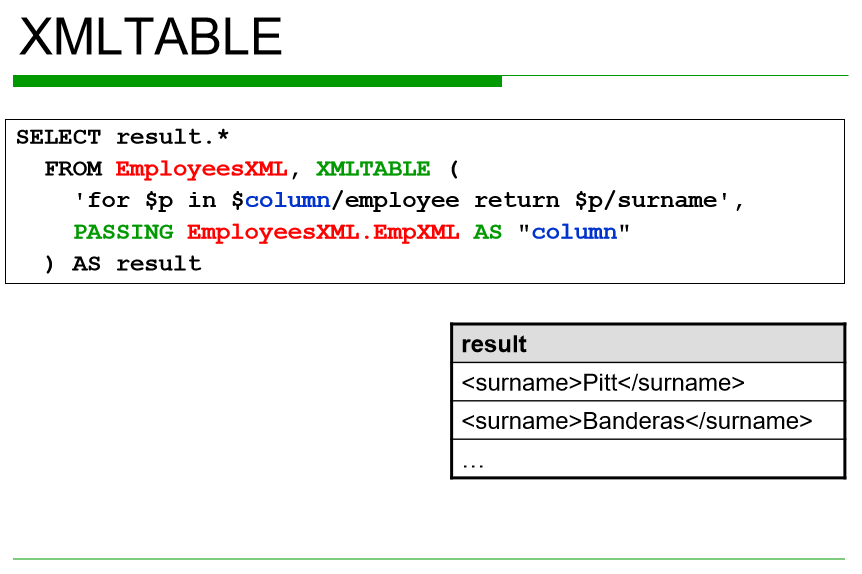 XMLTABLE
SELECT result.*
FROM EmployeesXML, XMLTABLE (
'for $p in $column/employee return $p/surname',
PASSING EmployeesXML.EmpXML AS "column"
) AS result
result
<surname>Pitt</surname>
<surname>Banderas</surname>
…